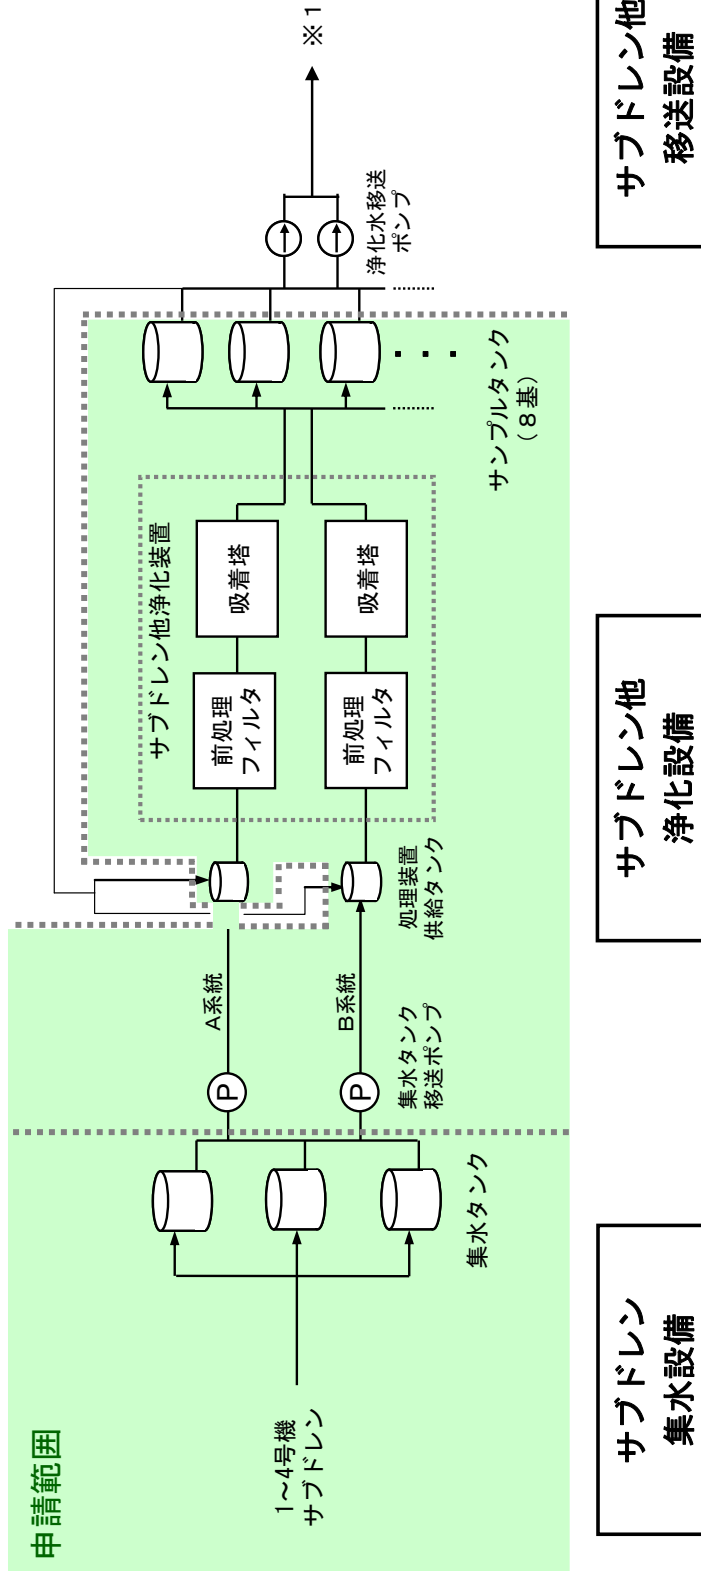 申請範囲
1~4号機
サブドレン
集水タンク
P
P
集水タンク
移送ポンプ
A系統
B系統
処理装置
供給タンク
サブドレン他浄化装置
前処理
フィルタ
吸着塔
前処理
フィルタ
吸着塔
サンプルタンク
(8基)
浄化水移送
ポンプ
※1
サブドレン
集水設備
サブドレン他
浄化設備
サブドレン他
移送設備